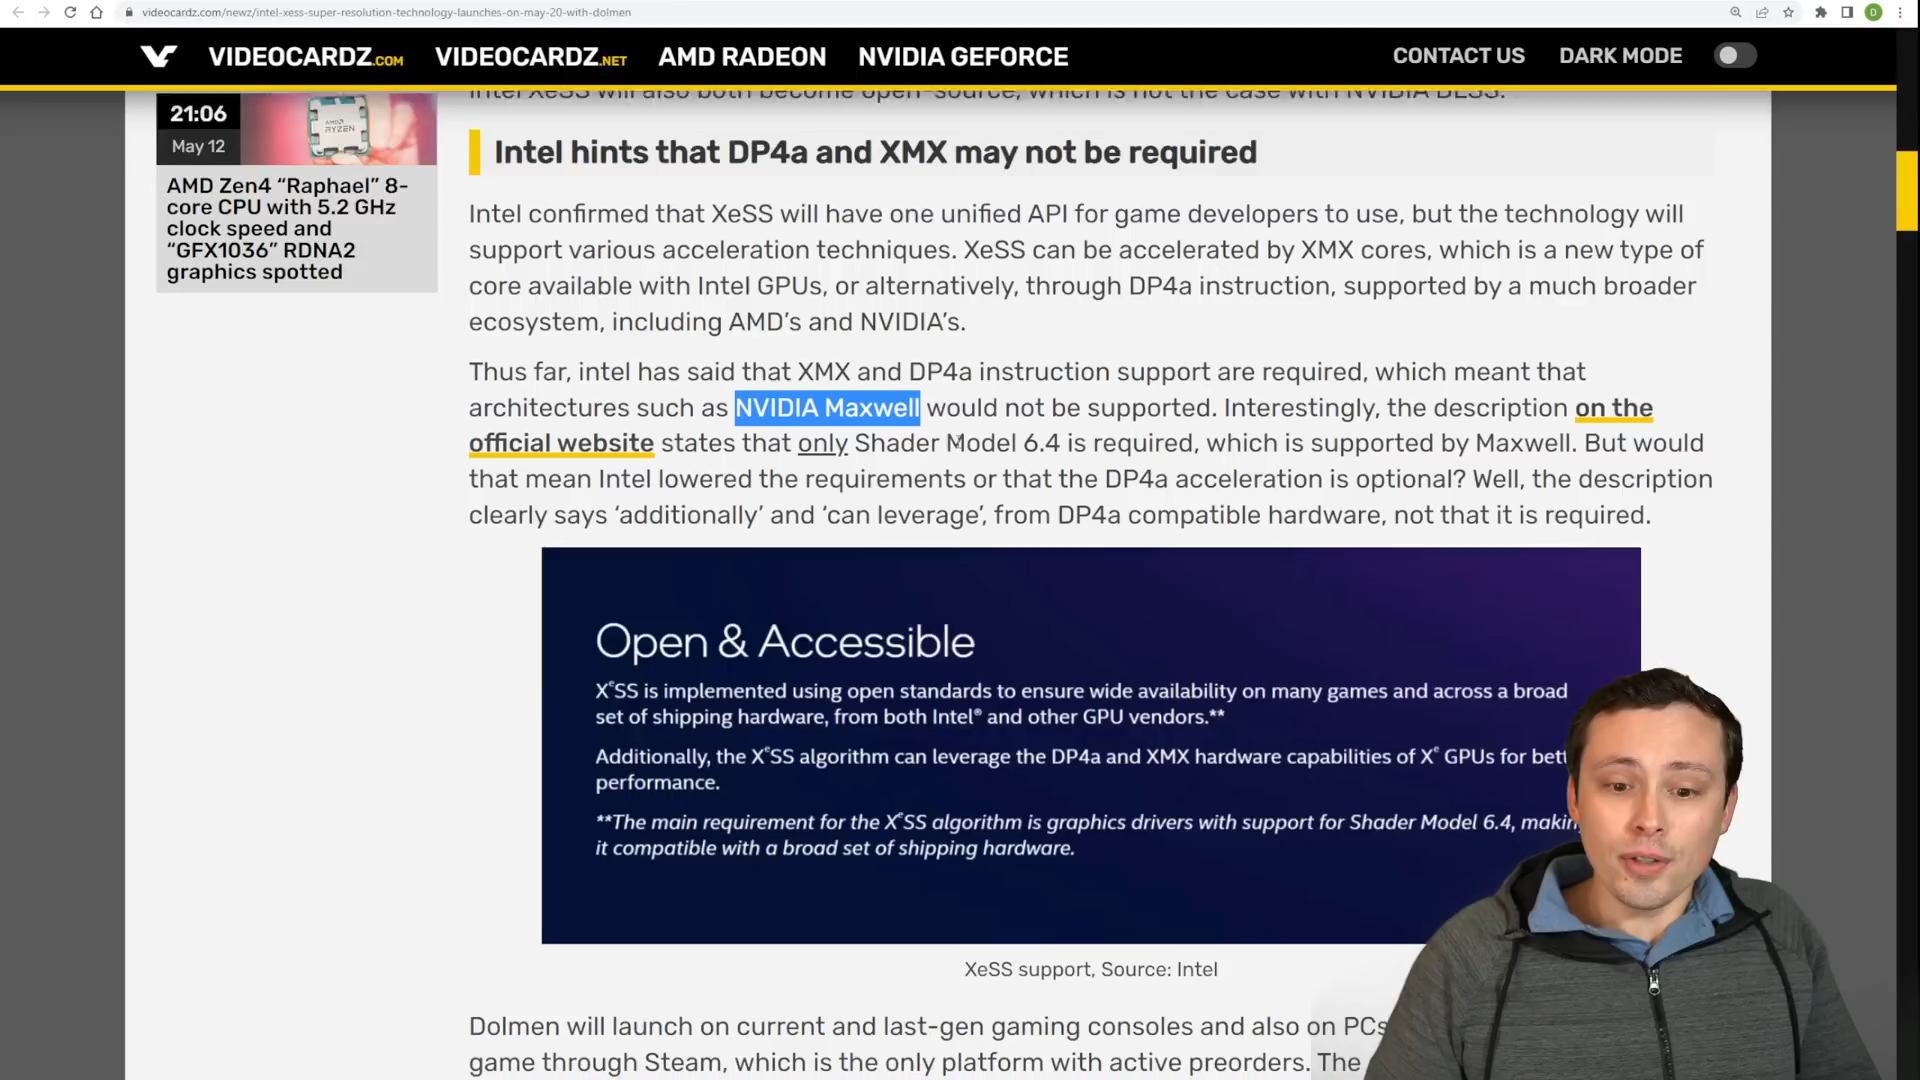 videocardz.com/newz/intel-xess-super-resolution-technology-launches-on-may-20-with-dolmen
D
VIDEOCARDZ.COM VIDEOCARDZ.NET AMD RADEON NVIDIA GEFORCE CONTACT US DARK MODE
Intel XeSS will also both become open-source, which is not the case with NVIDIA DLSS.
21:06
May 12
AMD
RYZEN
AMD Zen4 “Raphael” 8-
core CPU with 5.2 GHz
clock speed and
“GFX1036” RDNA2
graphics spotted
Intel hints that DP4a and XMX may not be required
Intel confirmed that XeSS will have one unified API for game developers to use, but the technology will
support various acceleration techniques. XeSS can be accelerated by XMX cores, which is a new type of
core available with Intel GPUs, or alternatively, through DP4a instruction, supported by a much broader
ecosystem, including AMD’s and NVIDIA’s.
Thus far, intel has said that XMX and DP4a instruction support are required, which meant that
architectures such as NVIDIA Maxwell would not be supported. Interestingly, the description on the
official website states that only Shader Model 6.4 is required, which is supported by Maxwell. But would
that mean Intel lowered the requirements or that the DP4a acceleration is optional? Well, the description
clearly says ‘additionally’ and ‘can leverage’, from DP4a compatible hardware, not that it is required.
Open & Accessible
XeSS is implemented using open standards to ensure wide availability on many games and across a broad
set of shipping hardware, from both Intel® and other GPU vendors.**
Additionally, the XeSS algorithm can leverage the DP4a and XMX hardware capabilities of Xe GPUs for bett
performance.
**The main requirement for the XeSS algorithm is graphics drivers with support for Shader Model 6.4, makin
it compatible with a broad set of shipping hardware.
XeSS support, Source: Intel
Dolmen will launch on current and last-gen gaming consoles and also on PCs
game through Steam, which is the only platform with active preorders. The